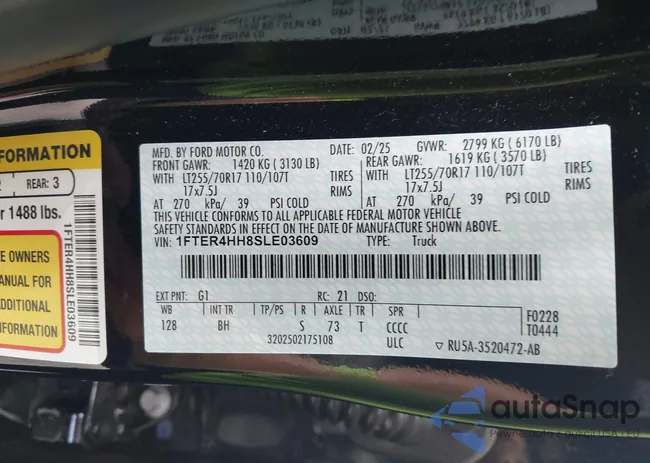 FORMATION
2 REAR: 3
r 1488 lbs.
E OWNERS
ANUAL FOR
ADDITIONAL
NFORMATION
1FTER4HH8SLE03609
MFD. BY FORD MOTOR CO. 02/25 GVWR: 2799 KG ( 6170 LB)
FRONT GAWR: 1420 KG ( 3130 LB) REAR GAWR: 1619 KG ( 3570 LB)
WITH LT255/70R17 110/107T TIRES WITH LT255/70R17 110/107T TIRES
17x7.5J RIMS 17x7.5J RIMS
AT 270 kPa/ 39 PSI COLD AT 270 kPa/ 39 PSI COLD
THIS VEHICLE CONFORMS TO ALL APPLICABLE FEDERAL MOTOR VEHICLE
SAFETY STANDARDS IN EFFECT ON THE DATE OF MANUFACTURE SHOWN ABOVE.
VIN: 1FTER4HH8SLE03609 TYPE: Truck
EXT PNT: G1 RC: 21 DSO:
WB INT TR TP/PS R AXLE TR SPR F0228
128 BH S 73 T CCCC T0444
3202502175108 ULC ▽ RU5A-3520472-AB
autoSnap